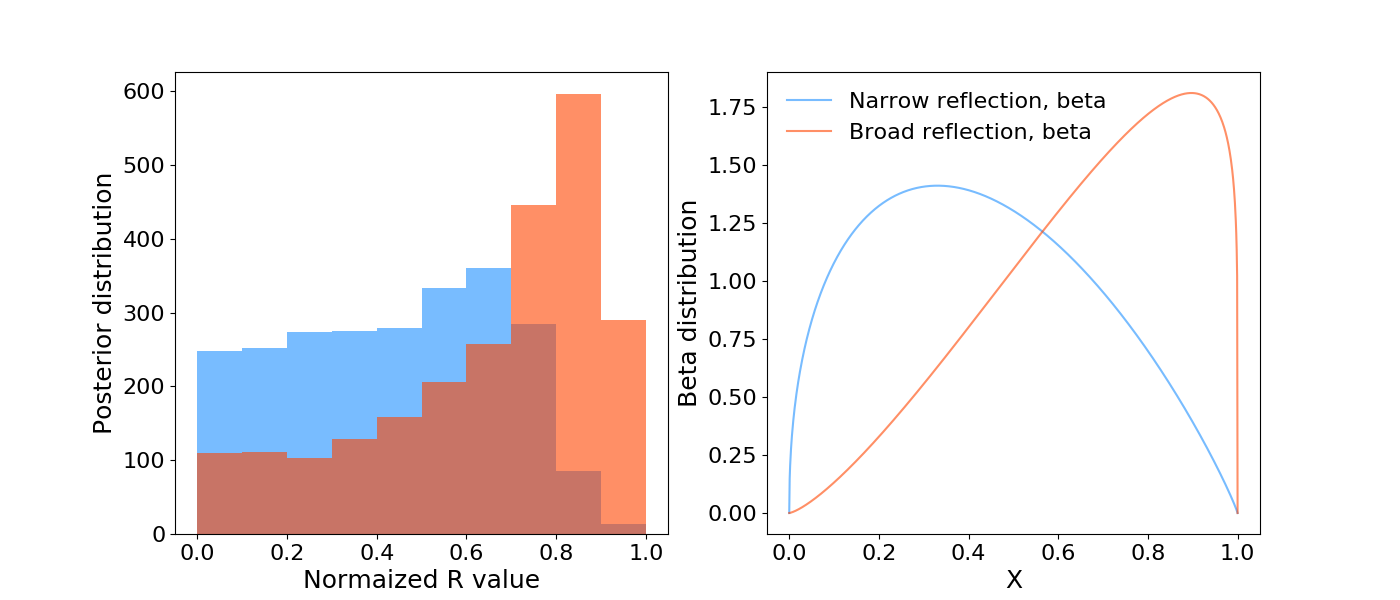 600
500
400
300
200
100
0
Posterior distribution
0.0 0.2 0.4 0.6 0.8 1.0
Normaized R value
1.75
1.50
1.25
1.00
0.75
0.50
0.25
0.00
Beta distribution
Narrow reflection, beta
Broad reflection, beta
0.0 0.2 0.4 0.6 0.8 1.0
X